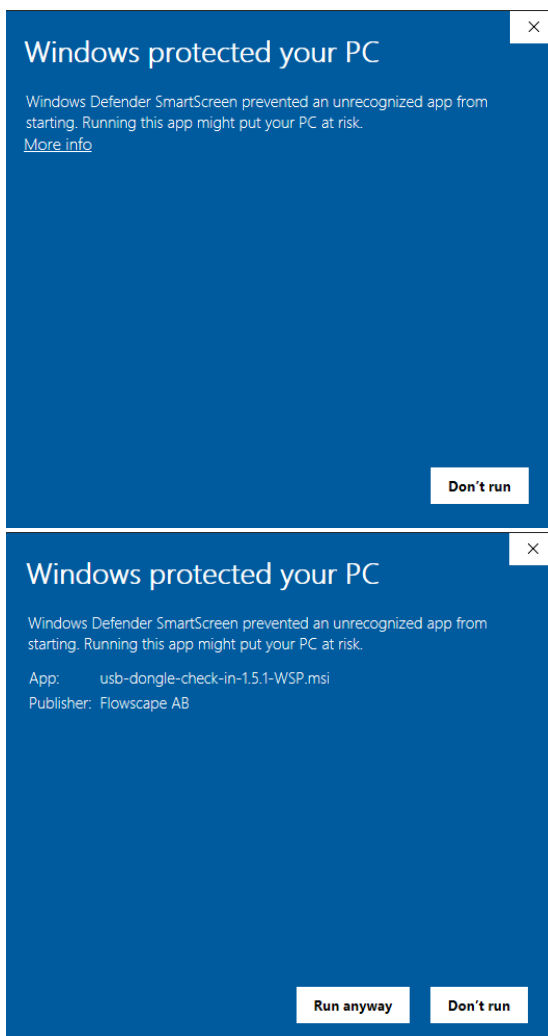 Windows protected your PC
Windows Defender SmartScreen prevented an unrecognized app from
starting. Running this app might put your PC at risk.
More info
Don't run
Windows protected your PC
Windows Defender SmartScreen prevented an unrecognized app from
starting. Running this app might put your PC at risk.
App: usb-dongle-check-in-1.5.1-WSP.msi
Publisher: Flowscape AB
Run anyway Don't run